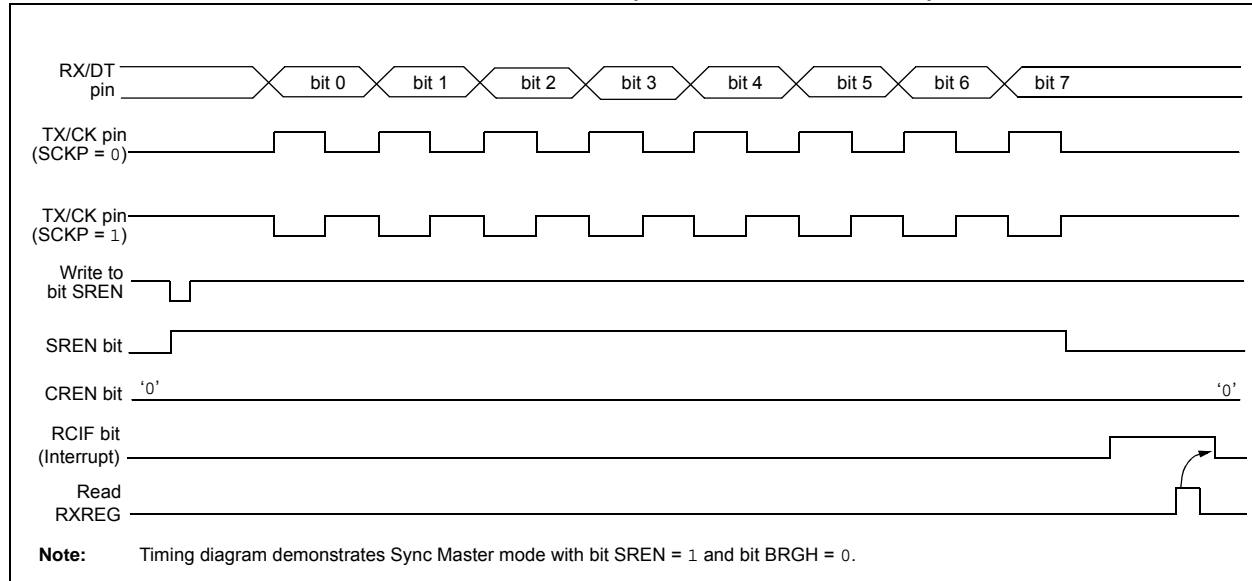 RX/DT
pin
bit 0 bit 1 bit 2 bit 3 bit 4 bit 5 bit 6 bit 7
TX/CK pin
(SCKP = 0)
TX/CK pin
(SCKP = 1)
Write to
bit SREN
SREN bit
CREN bit ‘0’ ‘0’
RCIF bit
(Interrupt)
Read
RXREG
Note: Timing diagram demonstrates Sync Master mode with bit SREN = 1 and bit BRGH = 0.